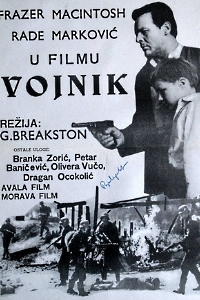 FRAZER MACINTOSH
RADE MARKOVIĆ
U FILMU
VOJNIK
REŽIJA:
G.BREAKSTON
OSTALE ULOGE:
Branka Zorić, Petar
Baničević, Olivera Vučo,
Dragan Ocokolić
AVALA FILM
MORAVA FILM